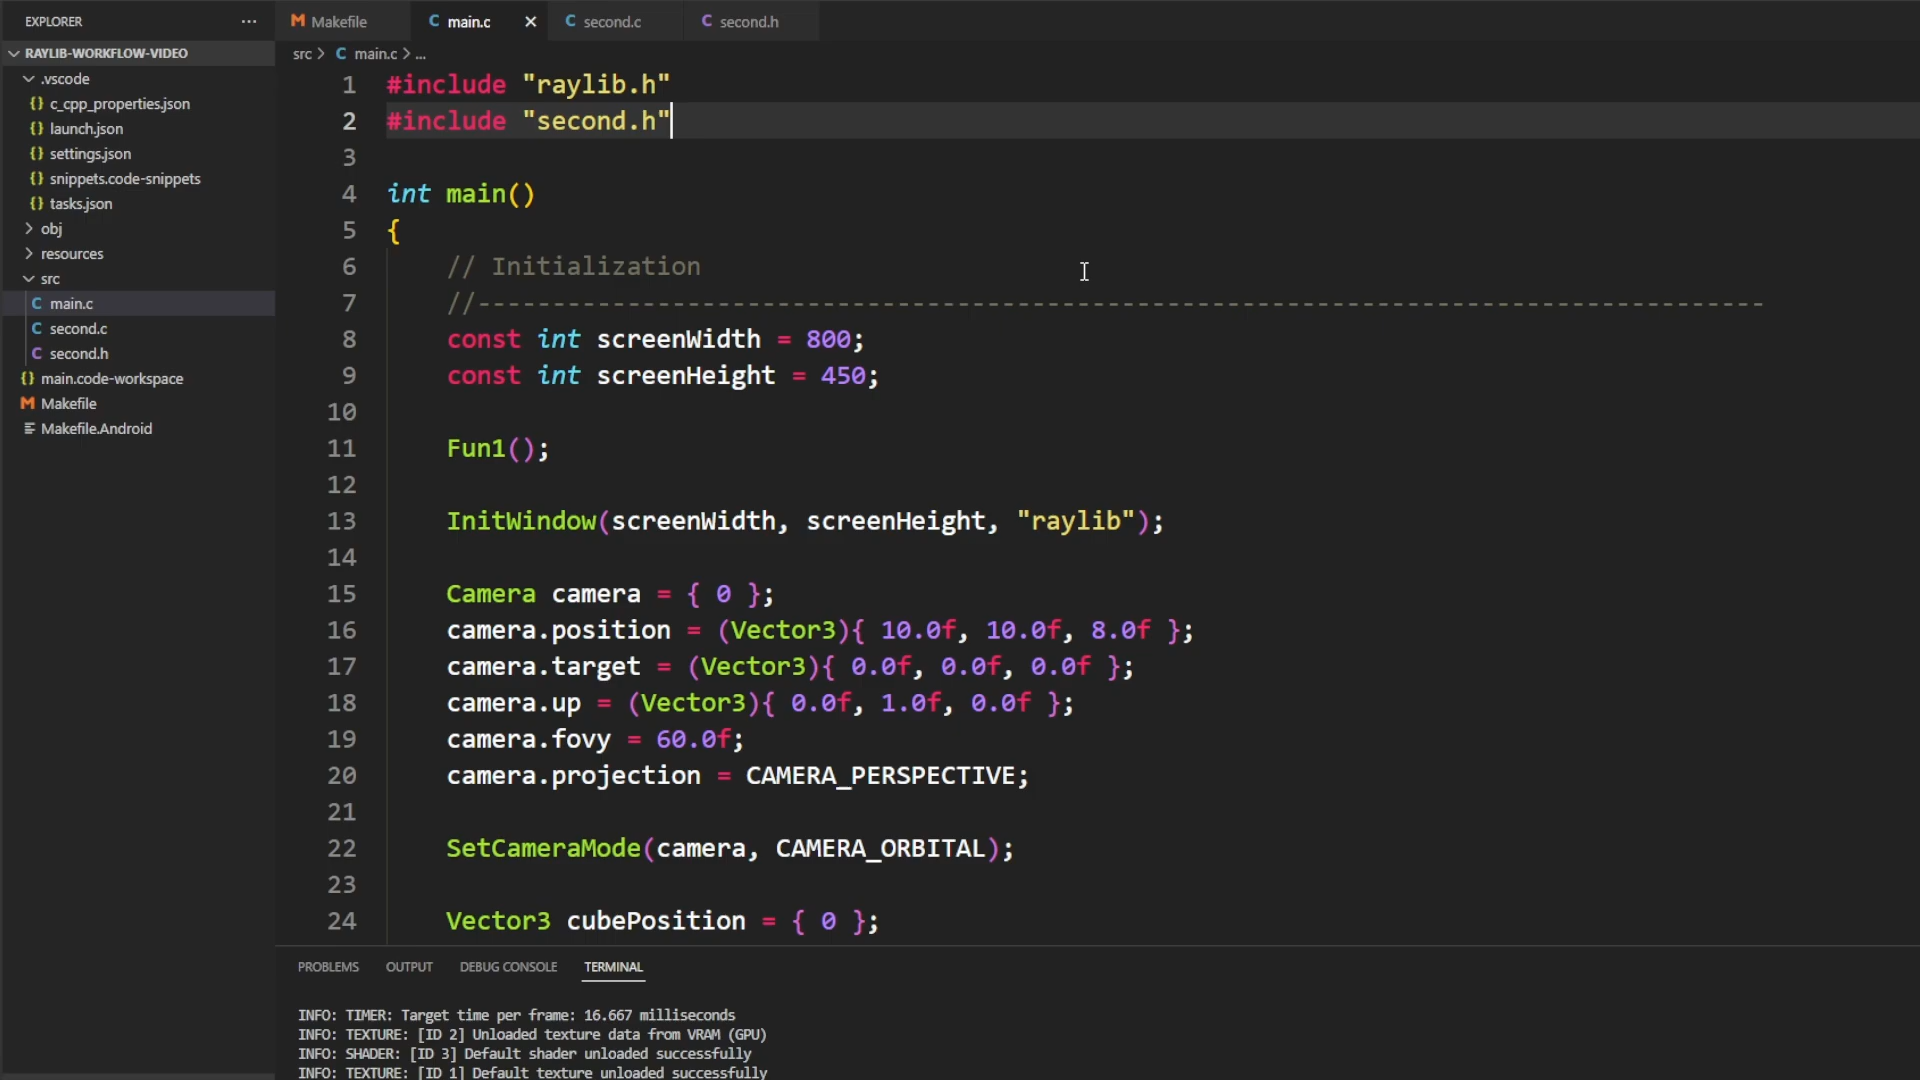 EXPLORER
RAYLIB-WORKFLOW-VIDEO
.vscode
{} c_cpp_properties.json
{} launch.json
{} settings.json
{} snippets.code-snippets
{} tasks.json
obj
resources
src
C main.c
C second.c
C second.h
{} main.code-workspace
M Makefile
Makefile.Android
M Makefile C main.c C second.c C second.h
src > C main.c > ...
1 #include "raylib.h"
2 #include "second.h"
3
4 int main()
5 {
6 // Initialization
7 //--------------------------------------------------------------------------------------
8 const int screenWidth = 800;
9 const int screenHeight = 450;
10
11 Fun1();
12
13 InitWindow(screenWidth, screenHeight, "raylib");
14
15 Camera camera = { 0 };
16 camera.position = (Vector3){ 10.0f, 10.0f, 8.0f };
17 camera.target = (Vector3){ 0.0f, 0.0f, 0.0f };
18 camera.up = (Vector3){ 0.0f, 1.0f, 0.0f };
19 camera.fovy = 60.0f;
20 camera.projection = CAMERA_PERSPECTIVE;
21
22 SetCameraMode(camera, CAMERA_ORBITAL);
23
24 Vector3 cubePosition = { 0 };
PROBLEMS OUTPUT DEBUG CONSOLE TERMINAL
INFO: TIMER: Target time per frame: 16.667 milliseconds
INFO: TEXTURE: [ID 2] Unloaded texture data from VRAM (GPU)
INFO: SHADER: [ID 3] Default shader unloaded successfully
INFO: TEXTURE: [ID 1] Default texture unloaded successfully